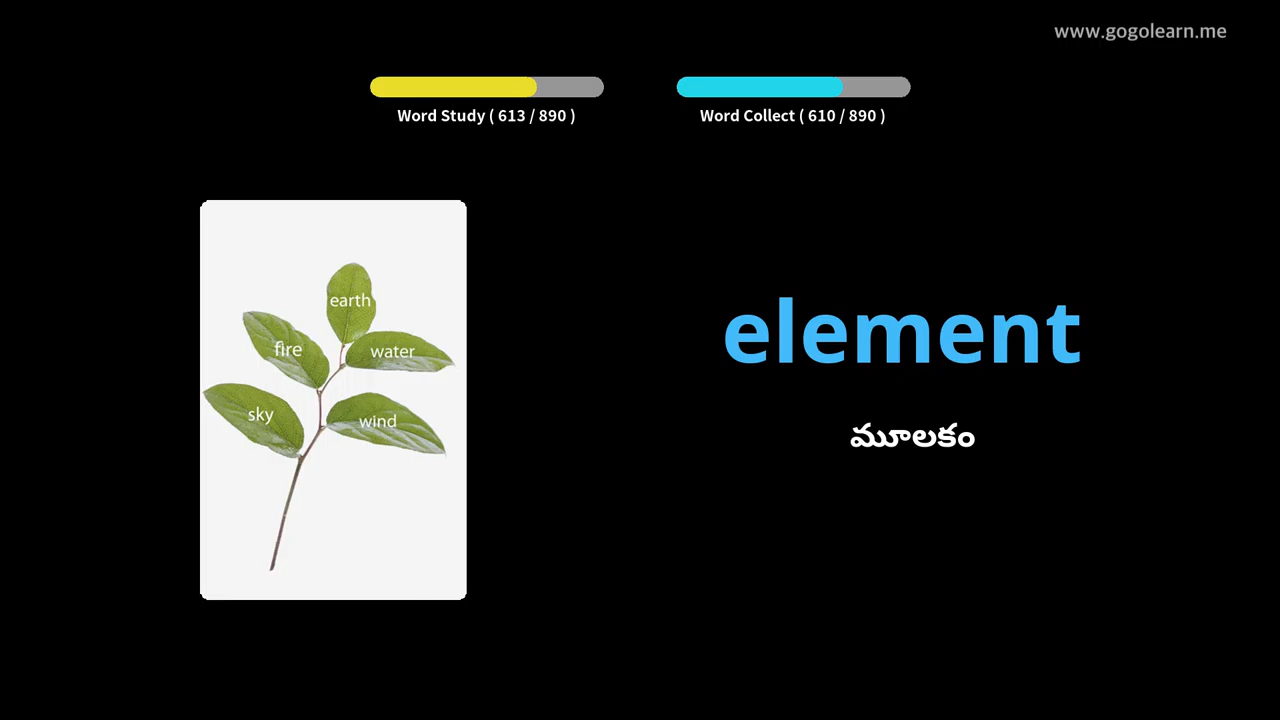 www.gogolearn.me
Word Study ( 613 / 890 )
Word Collect ( 610 / 890 )
earth
fire
water
sky
wind
element
మూలకం